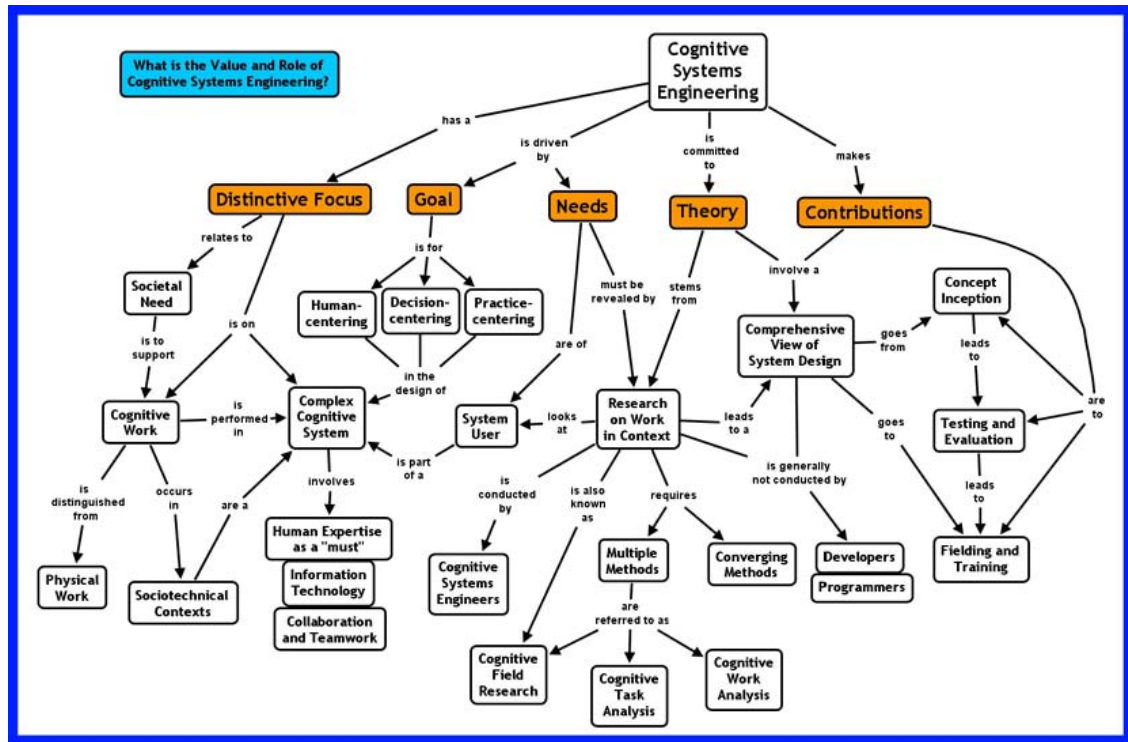 What is the Value and Role of
Cognitive Systems Engineering?
Cognitive
Systems
Engineering
has a
is driven
by
is
committed
to
makes
Distinctive Focus
Goal
Needs
Theory
Contributions
relates to
is for
must be
revealed by
stems
from
involve a
Societal
Need
Human-
centering
Decision-
centering
Practice-
centering
Concept
Inception
is on
is to
support
are of
Comprehensive
View of
System Design
goes
from
leads
to
in the
design of
Cognitive
Work
is
performed
in
Complex
Cognitive
System
System
User
looks
at
Research
on Work
in Context
leads
to a
goes
to
Testing and
Evaluation
are
to
is part
of a
is
distinguished
from
occurs
in
are a
involves
is
conducted
by
is also
known
as
requires
is generally
not conducted by
leads
to
Human Expertise
as a "must"
Information
Technology
Collaboration
and Teamwork
Physical
Work
Sociotechnical
Contexts
Cognitive
Systems
Engineers
Multiple
Methods
Converging
Methods
Developers
Programmers
Fielding and
Training
are
referred to as
Cognitive
Field
Research
Cognitive
Task
Analysis
Cognitive
Work
Analysis